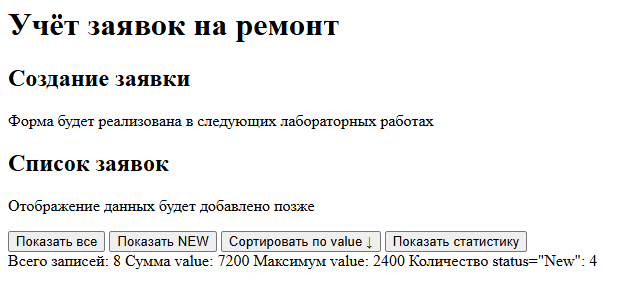 Учёт заявок на ремонт
Создание заявки
Форма будет реализована в следующих лабораторных работах
Список заявок
Отображение данных будет добавлено позже
Показать все Показать NEW Сортировать по value ↓ Показать статистику
Всего записей: 8 Сумма value: 7200 Максимум value: 2400 Количество status="New": 4